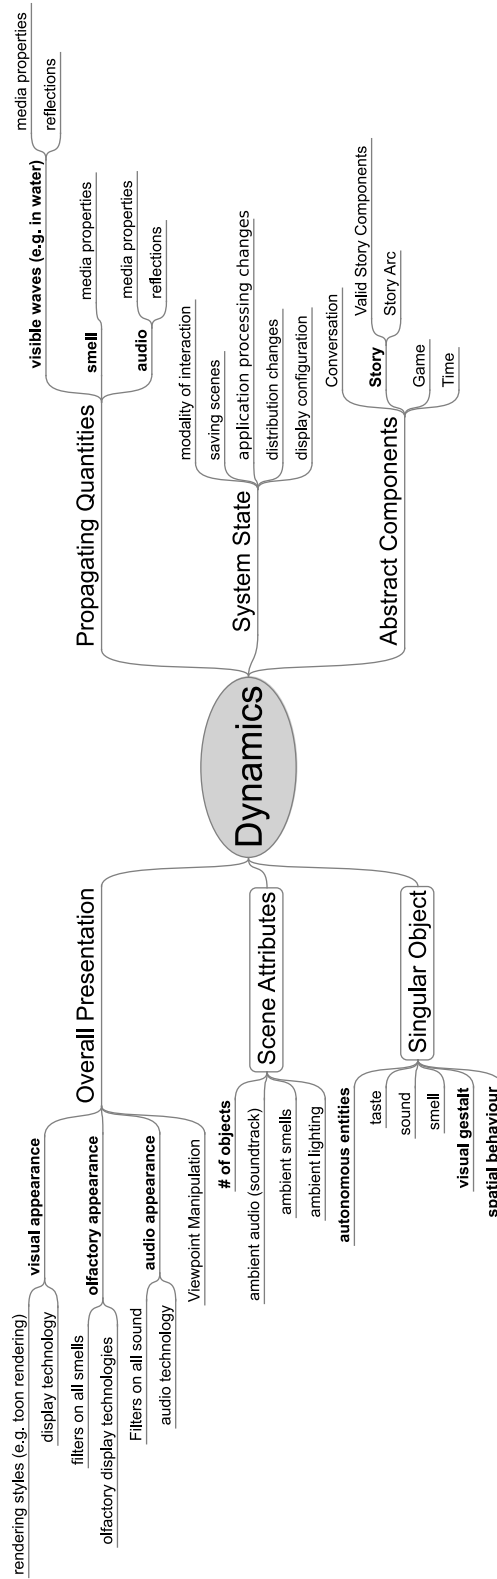 Dynamics
Overall Presentation
visual appearance
rendering styles (e.g. toon rendering)
display technology
olfactory appearance
filters on all smells
olfactory display technologies
audio appearance
Filters on all sound
audio technology
Viewpoint Manipulation
Scene Attributes
# of objects
ambient audio (soundtrack)
ambient smells
ambient lighting
Singular Object
autonomous entities
taste
sound
smell
visual gestalt
spatial behaviour
Propagating Quantities
visible waves (e.g. in water)
media properties
reflections
smell
media properties
audio
media properties
reflections
System State
modality of interaction
saving scenes
application processing changes
distribution changes
display configuration
Abstract Components
Conversation
Story
Valid Story Components
Story Arc
Game
Time